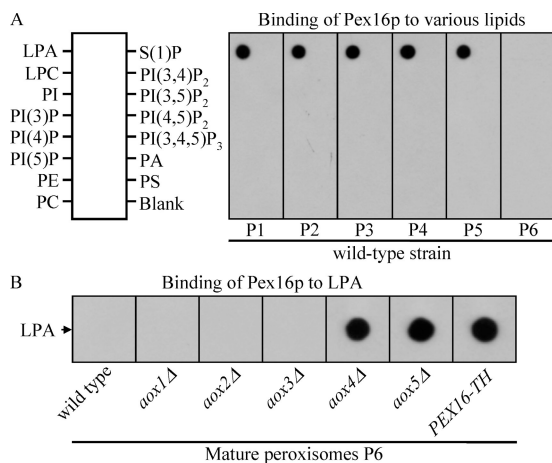 A
Binding of Pex16p to various lipids
LPA S(1)P
LPC PI(3,4)P2
PI PI(3,5)P2
PI(3)P PI(4,5)P2
PI(4)P PI(3,4,5)P3
PI(5)P PA
PE PS
PC Blank
P1 P2 P3 P4 P5 P6
wild-type strain
B
Binding of Pex16p to LPA
LPA
wild type aox1Δ aox2Δ aox3Δ aox4Δ aox5Δ PEX16-TH
Mature peroxisomes P6